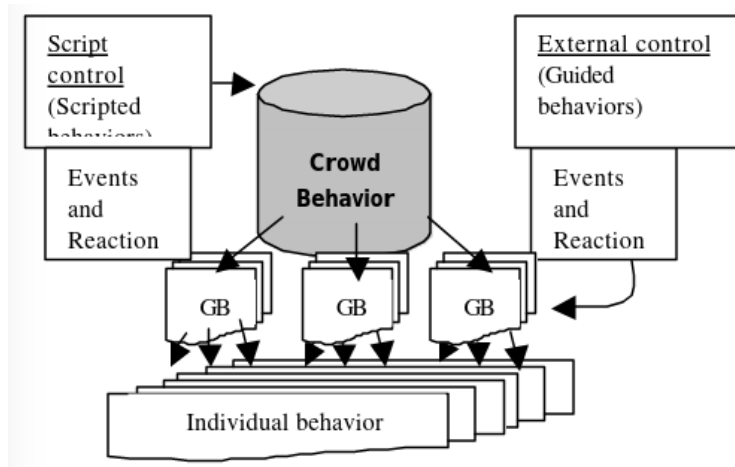 Script
control
(Scripted
behaviors)
Events
and
Reaction
External control
(Guided
behaviors)
Events
and
Reaction
Crowd
Behavior
GB
GB
GB
Individual behavior